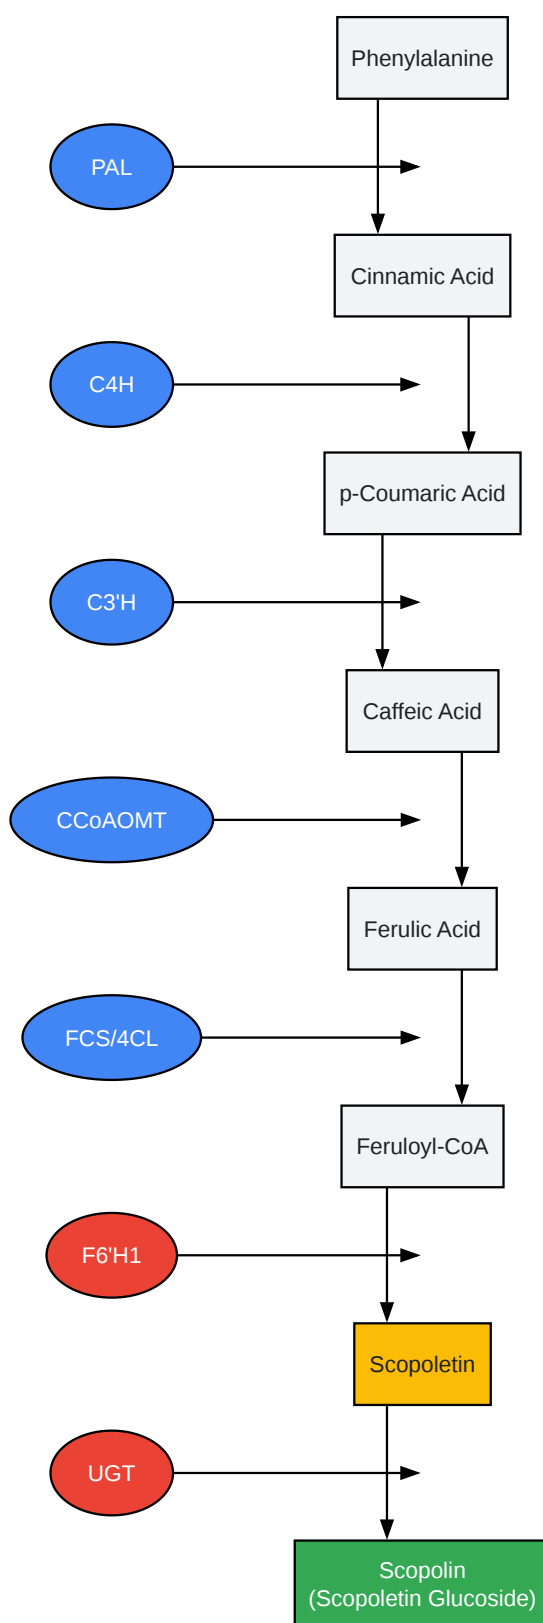 Phenylalanine
PAL
Cinnamic Acid
C4H
p-Coumaric Acid
C3'H
Caffeic Acid
CCoAOMT
Ferulic Acid
FCS/4CL
Feruloyl-CoA
F6'H1
Scopoletin
UGT
Scopolin
(Scopoletin Glucoside)